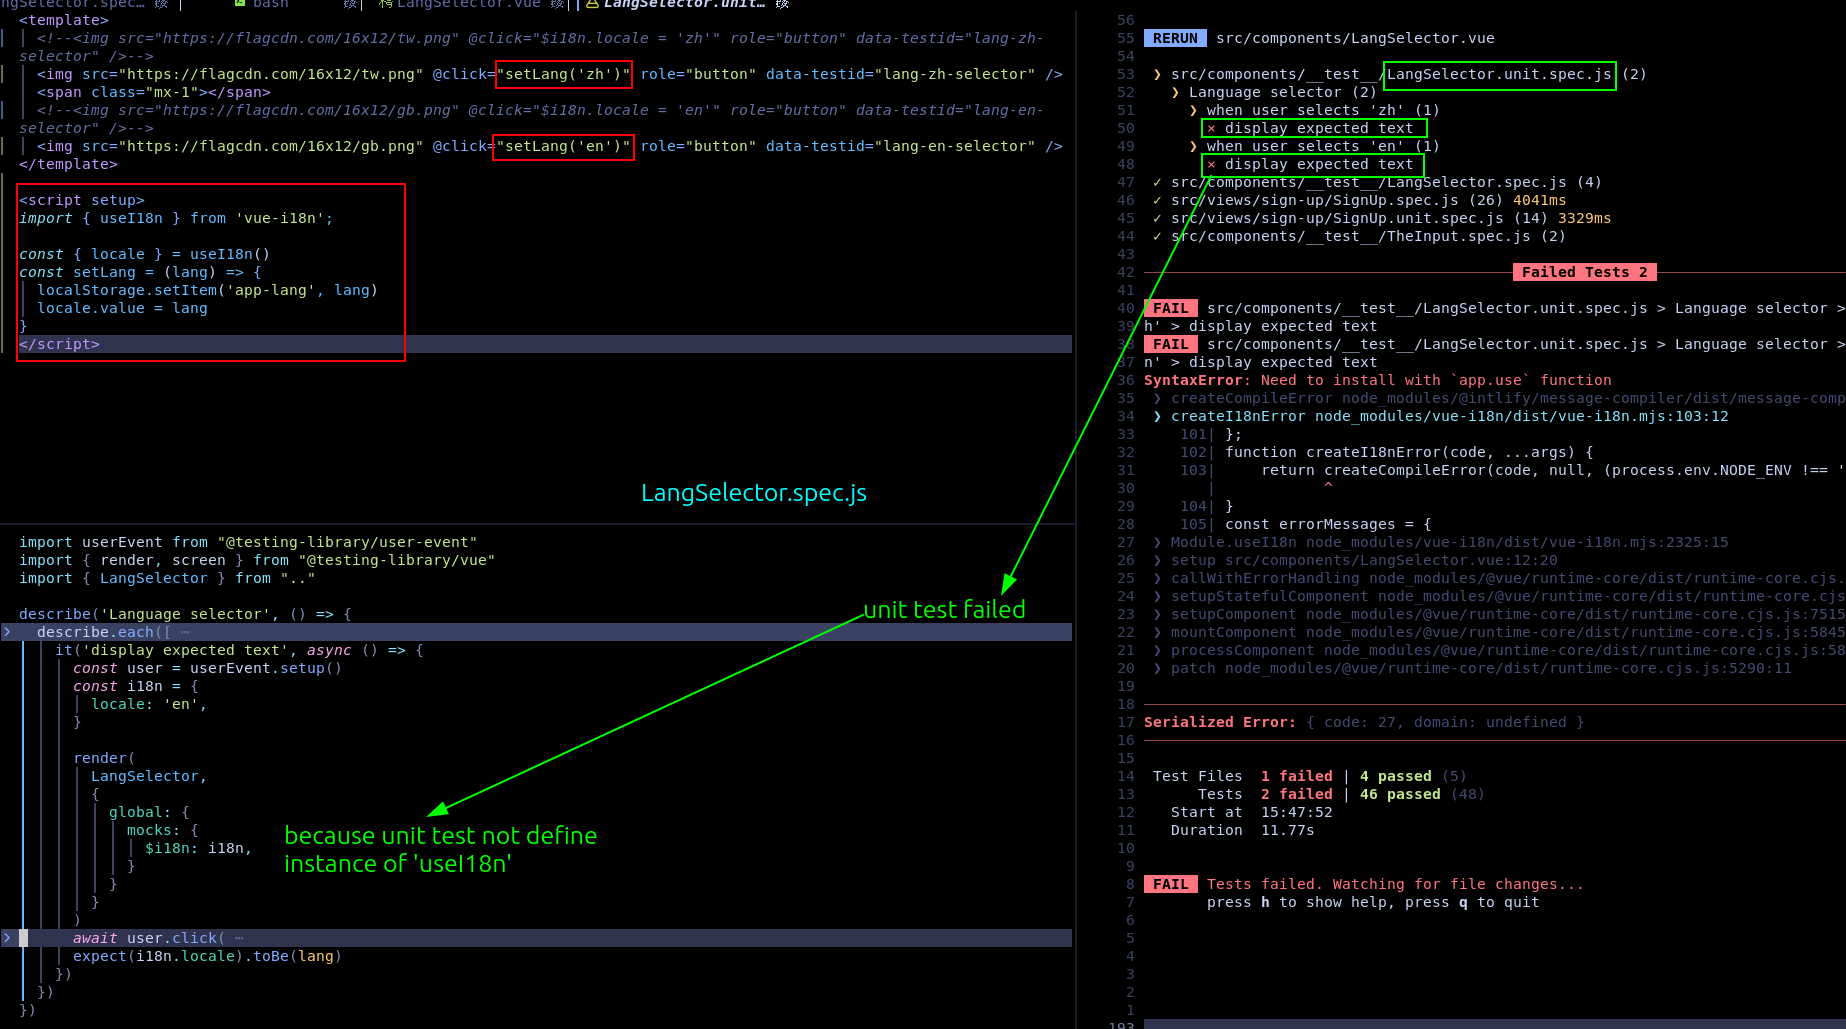 ngSelector.spec…
bash
LangSelector.vue
LangSelector.unit…
<template>
<!--<img src="https://flagcdn.com/16x12/tw.png" @click="$i18n.locale = 'zh'" role="button" data-testid="lang-zh-
selector" />-->
<img src="https://flagcdn.com/16x12/tw.png" @click="setLang('zh')" role="button" data-testid="lang-zh-selector" />
<span class="mx-1"></span>
<!--<img src="https://flagcdn.com/16x12/gb.png" @click="$i18n.locale = 'en'" role="button" data-testid="lang-en-
selector" />-->
<img src="https://flagcdn.com/16x12/gb.png" @click="setLang('en')" role="button" data-testid="lang-en-selector" />
</template>
<script setup>
import { useI18n } from 'vue-i18n';
const { locale } = useI18n()
const setLang = (lang) => {
localStorage.setItem('app-lang', lang)
locale.value = lang
}
</script>
LangSelector.spec.js
import userEvent from "@testing-library/user-event"
import { render, screen } from "@testing-library/vue"
import { LangSelector } from ".."
describe('Language selector', () => {
describe.each([ ⋯
it('display expected text', async () => {
const user = userEvent.setup()
const i18n = {
locale: 'en',
}
render(
LangSelector,
{
global: {
mocks: {
$i18n: i18n,
}
}
}
)
await user.click( ⋯
expect(i18n.locale).toBe(lang)
})
})
})
unit test failed
because unit test not define
instance of 'useI18n'
56
55 RERUN src/components/LangSelector.vue
54
53 ❯ src/components/__test__/LangSelector.unit.spec.js (2)
52 ❯ Language selector (2)
51 ❯ when user selects 'zh' (1)
50 × display expected text
49 ❯ when user selects 'en' (1)
48 × display expected text
47 ✓ src/components/__test__/LangSelector.spec.js (4)
46 ✓ src/views/sign-up/SignUp.spec.js (26) 4041ms
45 ✓ src/views/sign-up/SignUp.unit.spec.js (14) 3329ms
44 ✓ src/components/__test__/TheInput.spec.js (2)
43
42 Failed Tests 2
41
40 FAIL src/components/__test__/LangSelector.unit.spec.js > Language selector >
39 h' > display expected text
38 FAIL src/components/__test__/LangSelector.unit.spec.js > Language selector >
37 n' > display expected text
36 SyntaxError: Need to install with `app.use` function
35 ❯ createCompileError node_modules/@intlify/message-compiler/dist/message-comp
34 ❯ createI18nError node_modules/vue-i18n/dist/vue-i18n.mjs:103:12
33 101| };
32 102| function createI18nError(code, ...args) {
31 103| return createCompileError(code, null, (process.env.NODE_ENV !== '
30 | ^
29 104| }
28 105| const errorMessages = {
27 ❯ Module.useI18n node_modules/vue-i18n/dist/vue-i18n.mjs:2325:15
26 ❯ setup src/components/LangSelector.vue:12:20
25 ❯ callWithErrorHandling node_modules/@vue/runtime-core/dist/runtime-core.cjs.
24 ❯ setupStatefulComponent node_modules/@vue/runtime-core/dist/runtime-core.cjs
23 ❯ setupComponent node_modules/@vue/runtime-core/dist/runtime-core.cjs.js:7515
22 ❯ mountComponent node_modules/@vue/runtime-core/dist/runtime-core.cjs.js:5845
21 ❯ processComponent node_modules/@vue/runtime-core/dist/runtime-core.cjs.js:58
20 ❯ patch node_modules/@vue/runtime-core/dist/runtime-core.cjs.js:5290:11
19
18
17 Serialized Error: { code: 27, domain: undefined }
16
15
14 Test Files 1 failed | 4 passed (5)
13 Tests 2 failed | 46 passed (48)
12 Start at 15:47:52
11 Duration 11.77s
10
9
8 FAIL Tests failed. Watching for file changes...
7 press h to show help, press q to quit
6
5
4
3
2
1
193